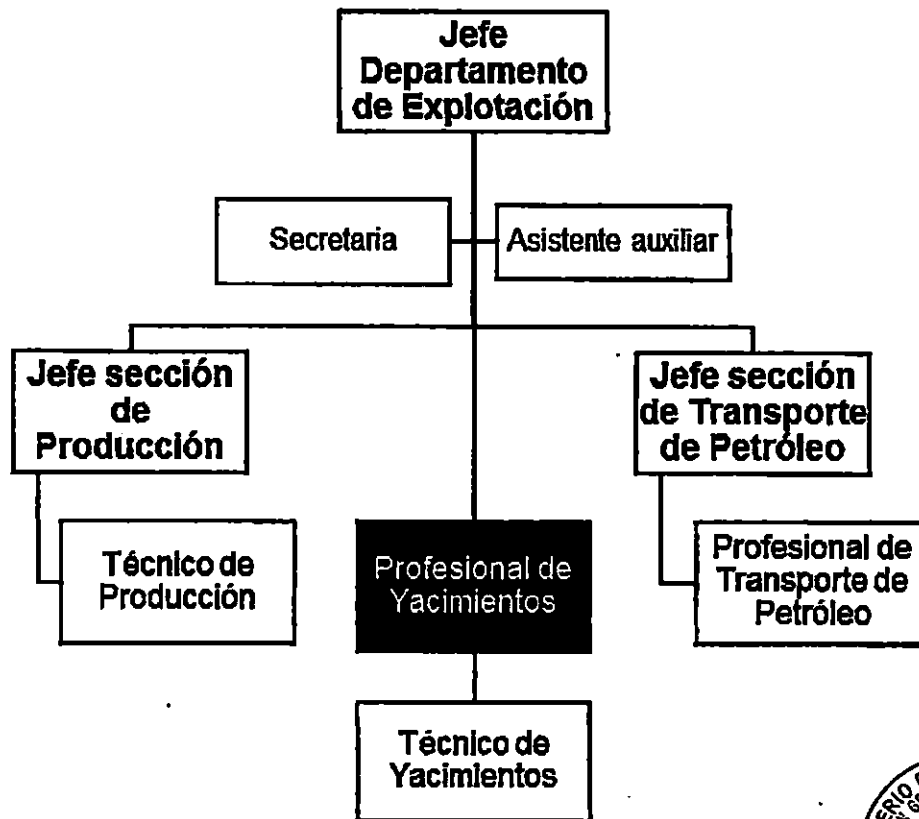 Jefe
Departamento
de Explotación
Secretaria
Asistente auxiliar
Jefe sección
de
Producción
Jefe sección
de Transporte
de Petróleo
Técnico de
Producción
Profesional de
Yacimientos
Profesional de
Transporte de
Petróleo
Técnico de
Yacimientos